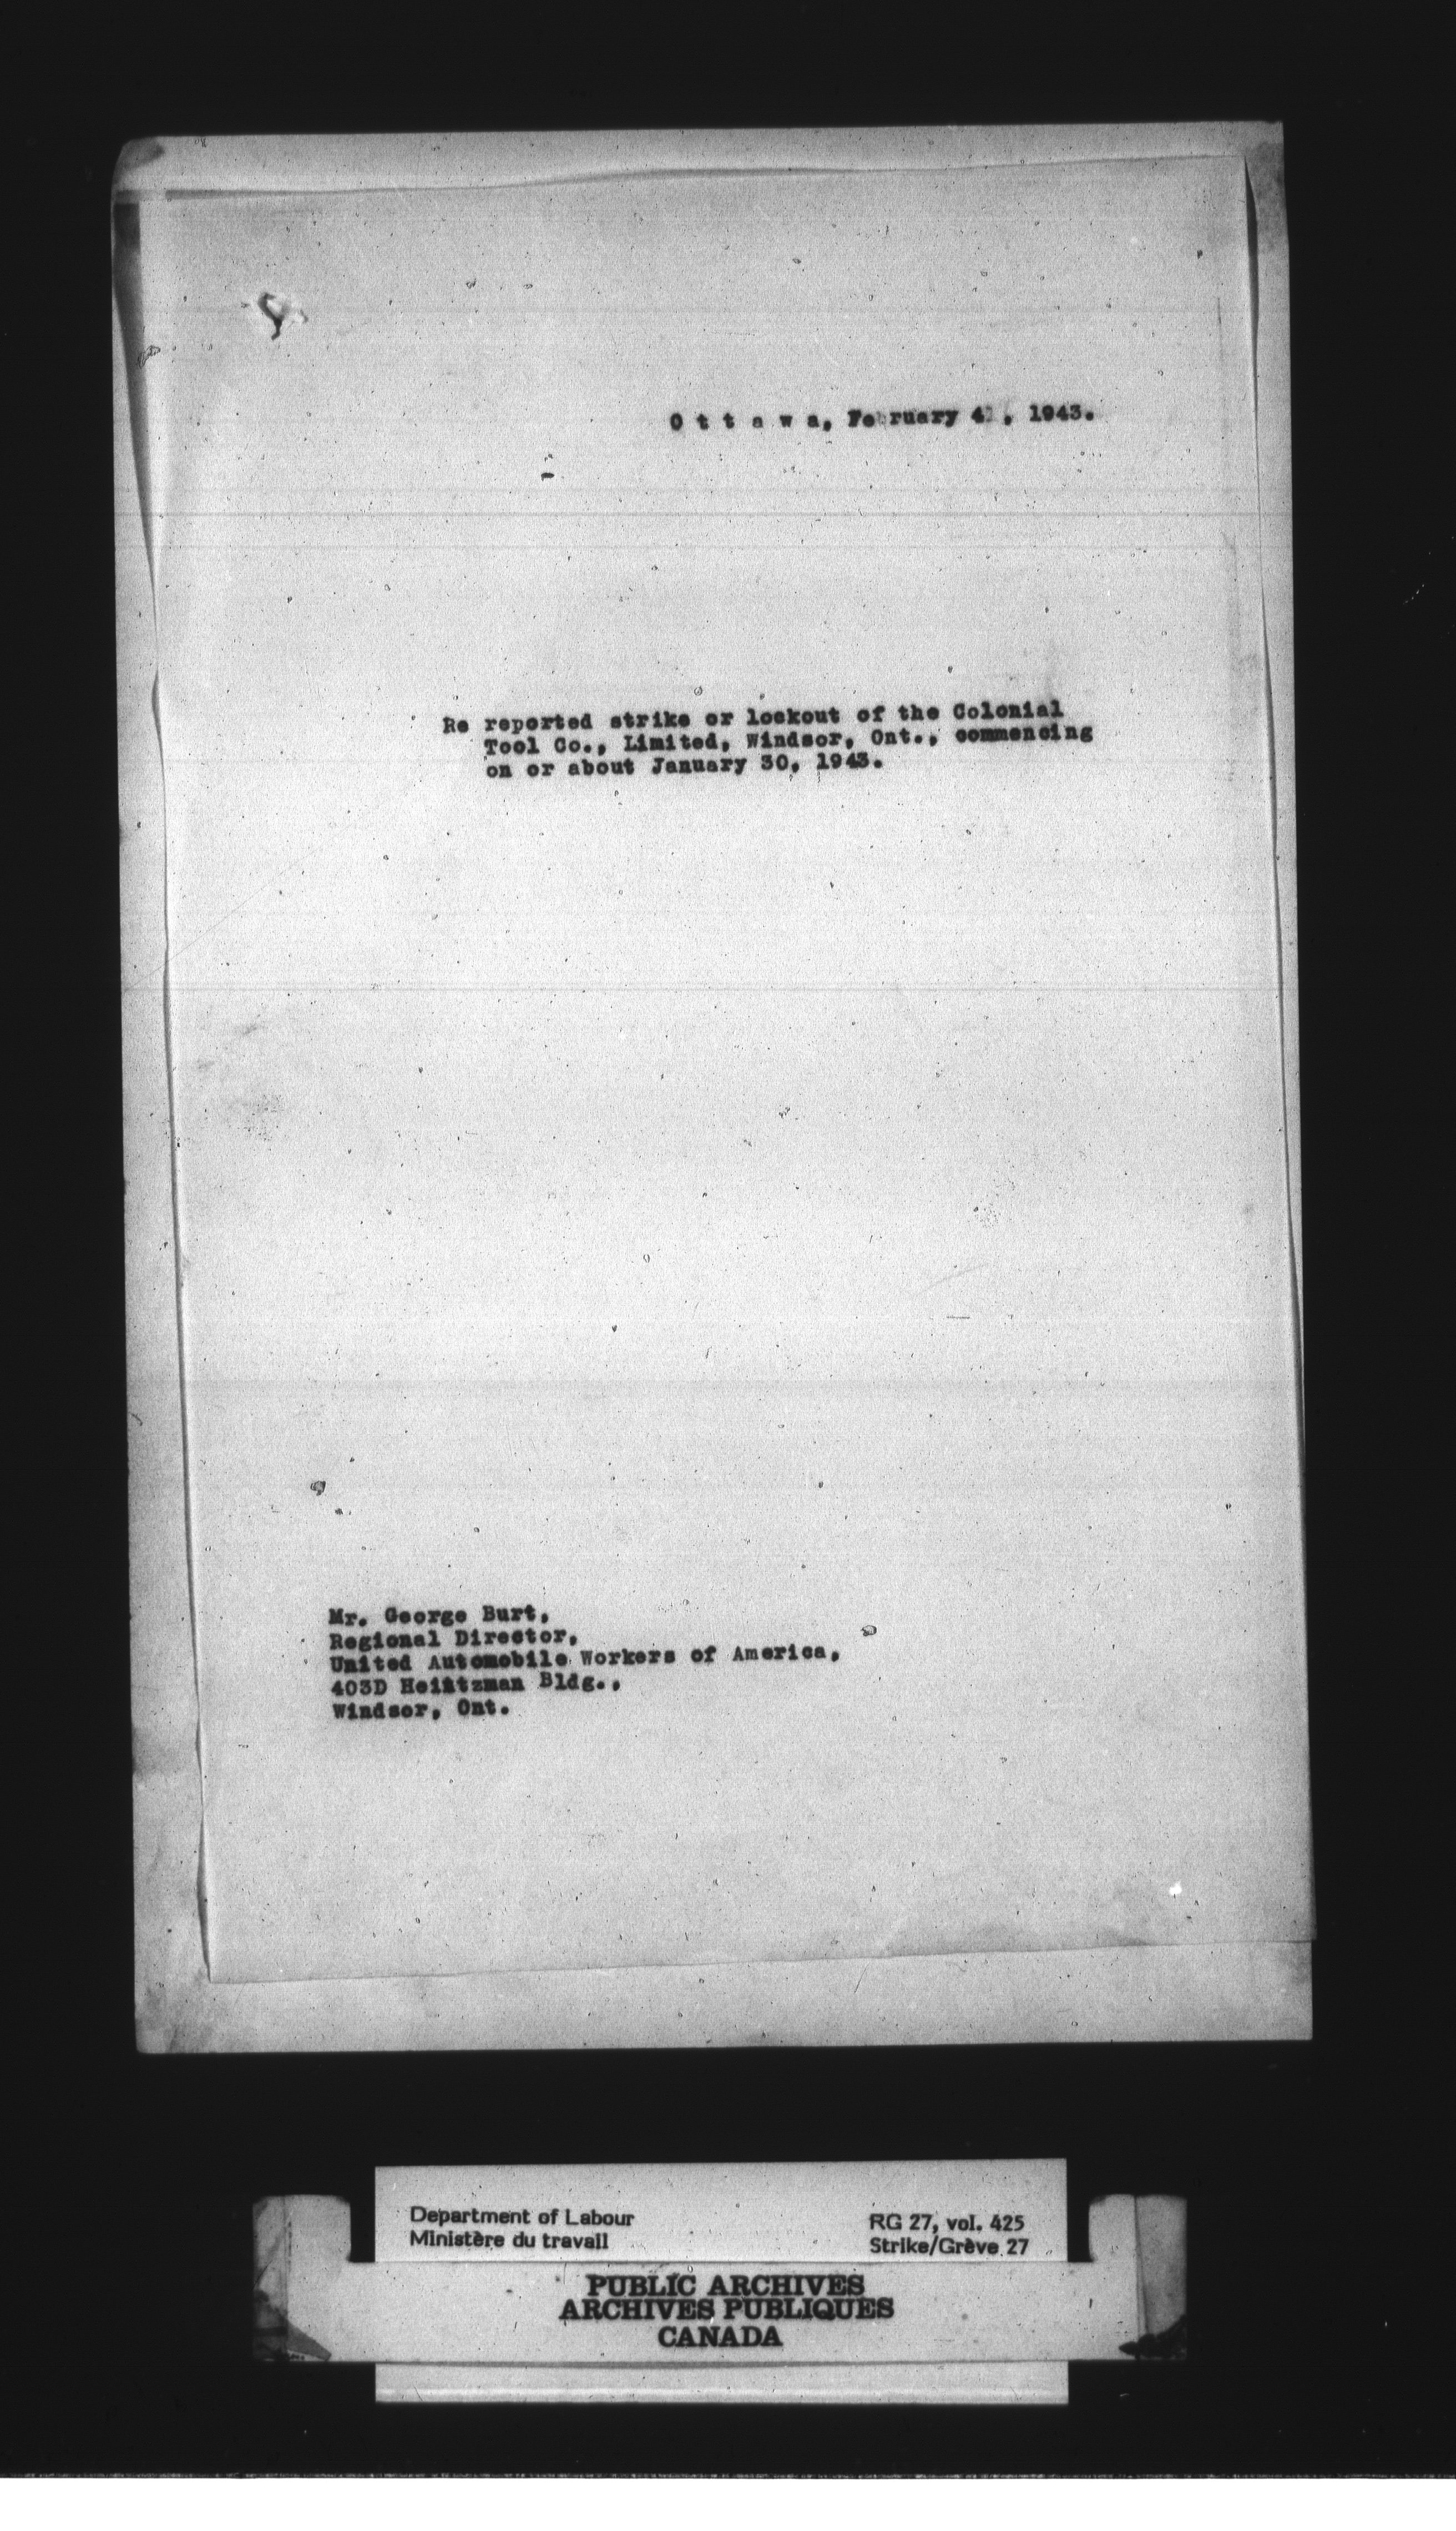 O t t a w a, February 4, 1943.
Re reported strike or lockout of the Colonial
Tool Co., Limited, Windsor, Ont., commencing
on or about January 30, 1943.
Mr. George Burt,
Regional Director,
United Automobile Workers of America,
403D Heintzman Bldg.,
Windsor, Ont.
Department of Labour
Ministère du travail
RG 27, vol. 425
Strike/Grève 27
PUBLIC ARCHIVES
ARCHIVES PUBLIQUES
CANADA